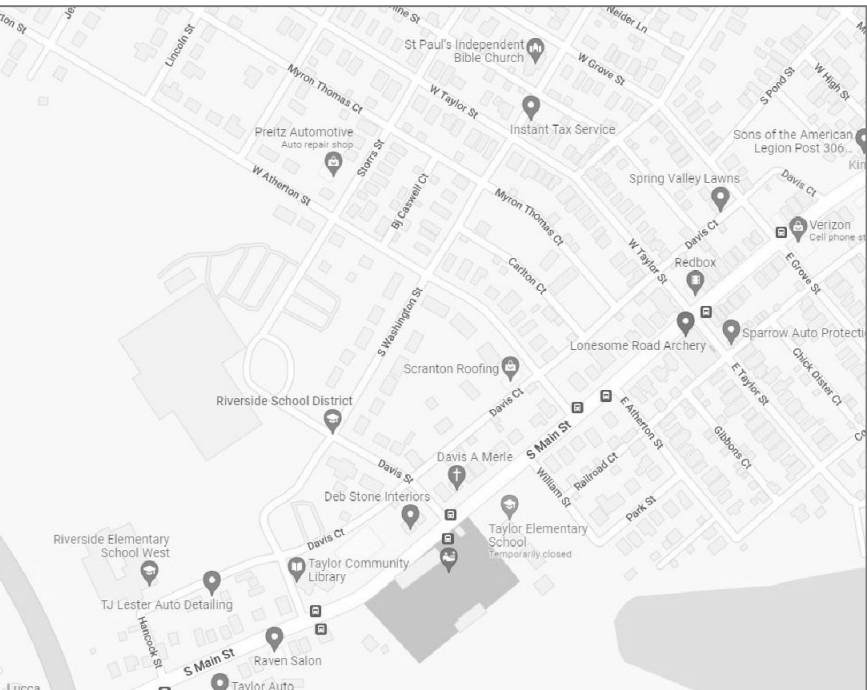 Lincoln St
Neider Ln
St Paul's Independent
Bible Church
W Grove St
S Pond St
W High St
Myron Thomas Ct
W Taylor St
Instant Tax Service
Preitz Automotive
Auto repair shop
Storrs St
Sons of the American
Legion Post 306...
Kin
W Atherton St
Bj Caswell Ct
Spring Valley Lawns
Davis Ct
Myron Thomas Ct
Verizon
Cell phone st
Davis Ct
W Taylor St
E Grove St
Carlton Ct
Redbox
S Washington St
Lonesome Road Archery
Sparrow Auto Protecti
Scranton Roofing
Chick Dister Ct
E Taylor St
Riverside School District
Davis Ct
E Atherton St
S Main St
Gibbons Ct
Davis St
Davis A Merle
Railroad Ct
William St
Deb Stone Interiors
Park St
Taylor Elementary
School
Temporarily closed
Riverside Elementary
School West
Davis Ct
Taylor Community
Library
TJ Lester Auto Detailing
Hancock St
S Main St
Raven Salon
Lucca
Taylor Auto